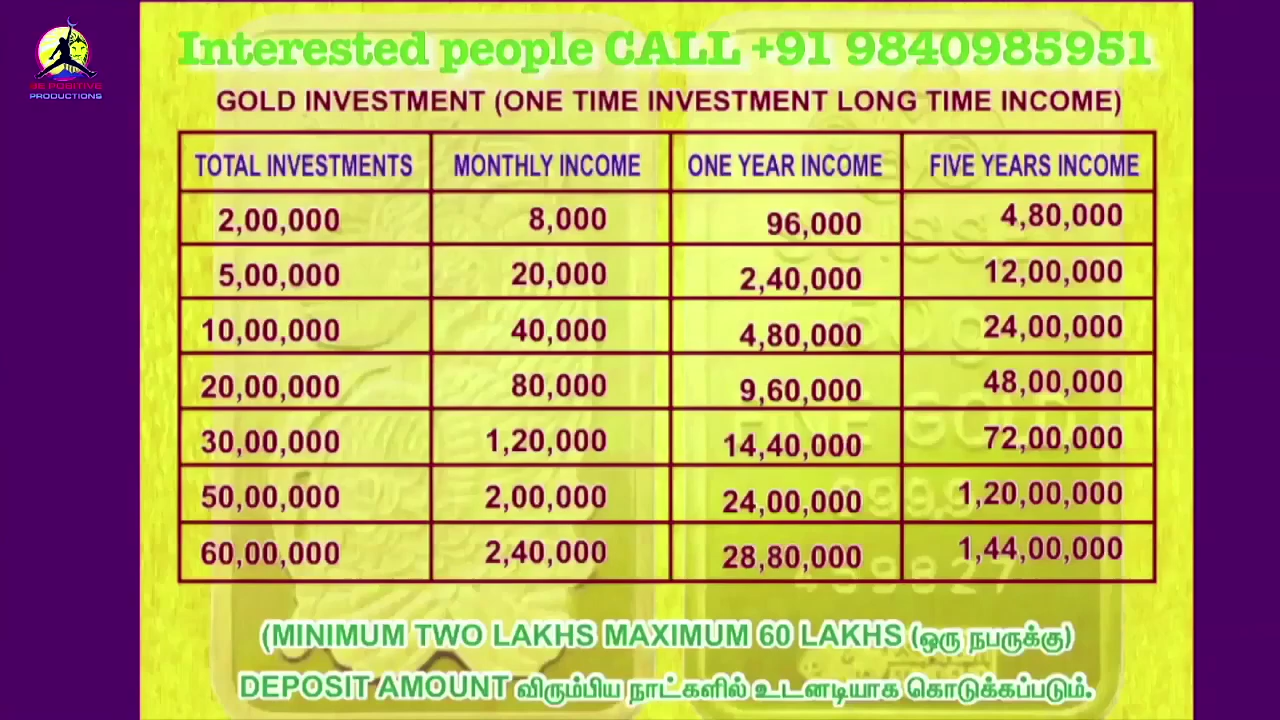 BE POSITIVE
PRODUCTIONS
Interested people CALL +91 9840985951
GOLD INVESTMENT (ONE TIME INVESTMENT LONG TIME INCOME)
TOTAL INVESTMENTS MONTHLY INCOME ONE YEAR INCOME FIVE YEARS INCOME
2,00,000 8,000 96,000 4,80,000
5,00,000 20,000 2,40,000 12,00,000
10,00,000 40,000 4,80,000 24,00,000
20,00,000 80,000 9,60,000 48,00,000
30,00,000 1,20,000 14,40,000 72,00,000
50,00,000 2,00,000 24,00,000 1,20,00,000
60,00,000 2,40,000 28,80,000 1,44,00,000
(MINIMUM TWO LAKHS MAXIMUM 60 LAKHS (ஒரு நபருக்கு)
DEPOSIT AMOUNT விரும்பிய நாட்களில் உடனடியாக கொடுக்கப்படும்.